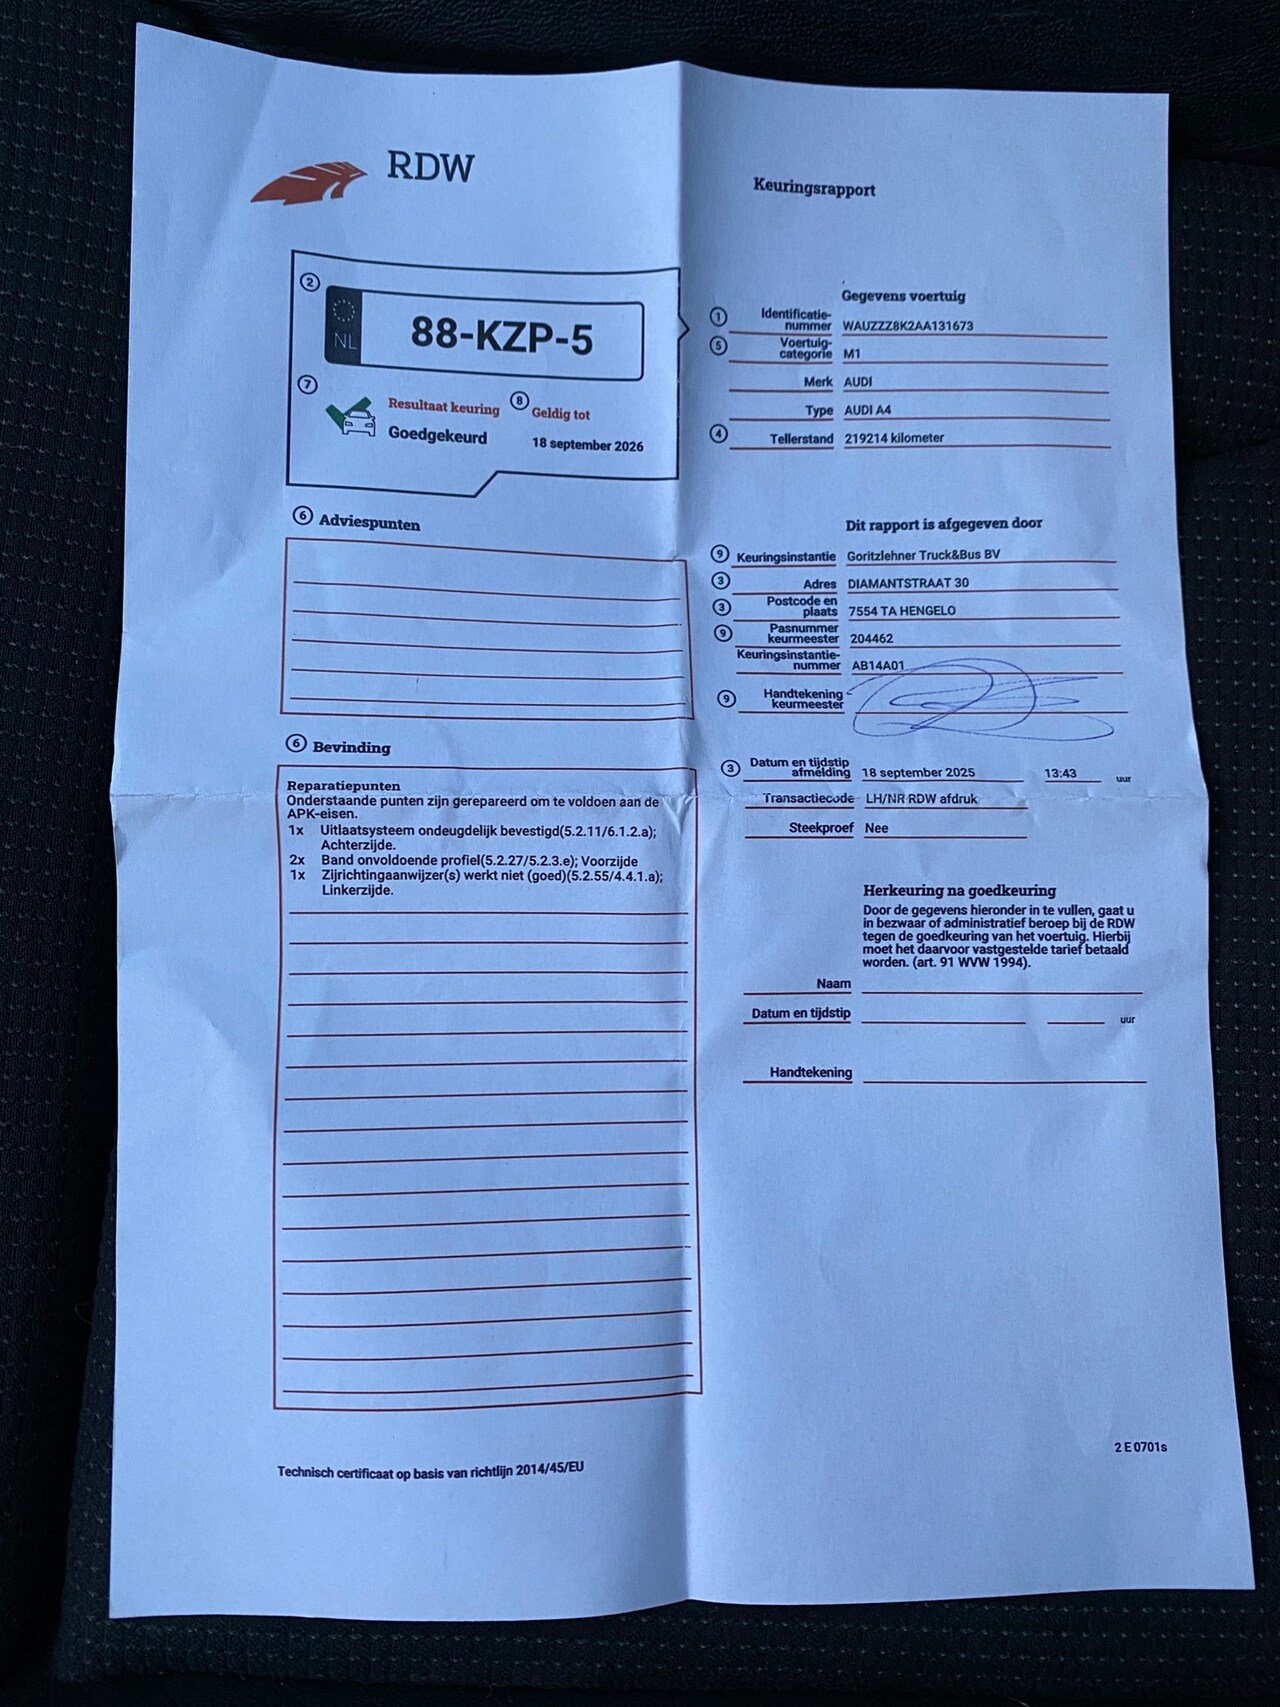 RDW
Keuringsrapport
2
NL
88-KZP-5
7
Resultaat keuring
Goedgekeurd
8
Geldig tot
18 september 2026
Gegevens voertuig
1
Identificatie-
nummer WAUZZZ8K2AA131673
5
Voertuig-
categorie M1
Merk AUDI
Type AUDI A4
4 Tellerstand 219214 kilometer
6 Adviespunten
Dit rapport is afgegeven door
9 Keuringsinstantie Goritzlehner Truck&Bus BV
3 Adres DIAMANTSTRAAT 30
3 Postcode en
plaats 7554 TA HENGELO
9 Pasnummer
keurmeester 204462
Keuringsinstantie-
nummer AB14A01
9 Handtekening
keurmeester
6 Bevinding
Reparatiepunten
Onderstaande punten zijn gerepareerd om te voldoen aan de
APK-eisen.
1x Uitlaatsysteem ondeugdelijk bevestigd(5.2.11/6.1.2.a);
Achterzijde.
2x Band onvoldoende profiel(5.2.27/5.2.3.e); Voorzijde
1x Zijrichtingaanwijzer(s) werkt niet (goed)(5.2.55/4.4.1.a);
Linkerzijde.
3 Datum en tijdstip
afmelding 18 september 2025 13:43 uur
Transactiecode LH/NR RDW afdruk
Steekproef Nee
Herkeuring na goedkeuring
Door de gegevens hieronder in te vullen, gaat u
in bezwaar of administratief beroep bij de RDW
tegen de goedkeuring van het voertuig. Hierbij
moet het daarvoor vastgestelde tarief betaald
worden. (art. 91 WVW 1994).
Naam
Datum en tijdstip uur
Handtekening
2 E 0701s
Technisch certificaat op basis van richtlijn 2014/45/EU